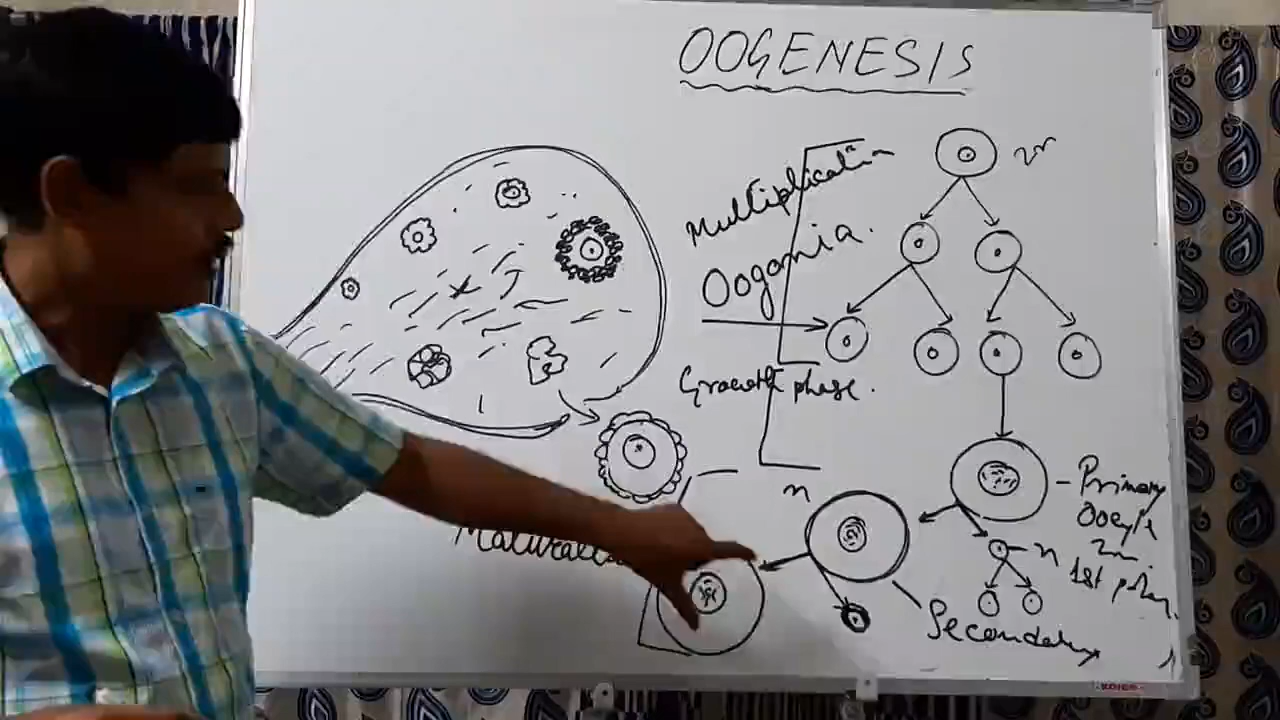 OOGENESIS
2n
Multiplication
Oogonia.
Growth phase.
n
Primary
Oocyte
2n
n
1st polar
Secondary